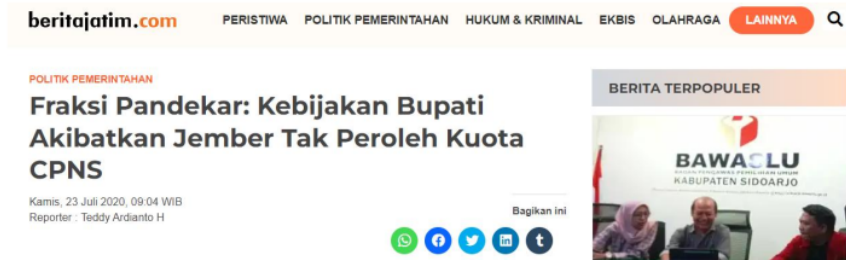 beritajatim.com
PERISTIWA POLITIK PEMERINTAHAN HUKUM & KRIMINAL EKBIS OLAHRAGA LAINNYA
POLITIK PEMERINTAHAN
Fraksi Pandekar: Kebijakan Bupati
Akibatkan Jember Tak Peroleh Kuota
CPNS
Kamis, 23 Juli 2020, 09:04 WIB
Reporter : Teddy Ardianto H
Bagikan ini
BERITA TERPOPULER
BAWASLU
BADAN PENGAWAS PEMILIHAN UMUM
KABUPATEN SIDOARJO